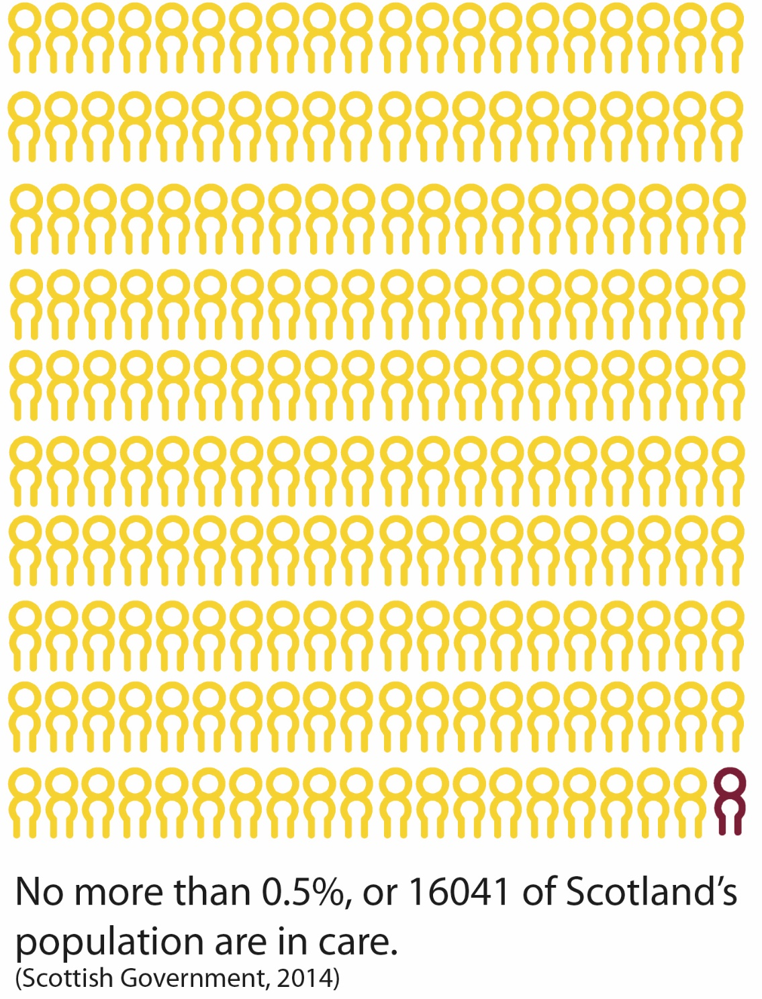 No more than 0.5%, or 16041 of Scotland’s
population are in care.
(Scottish Government, 2014)